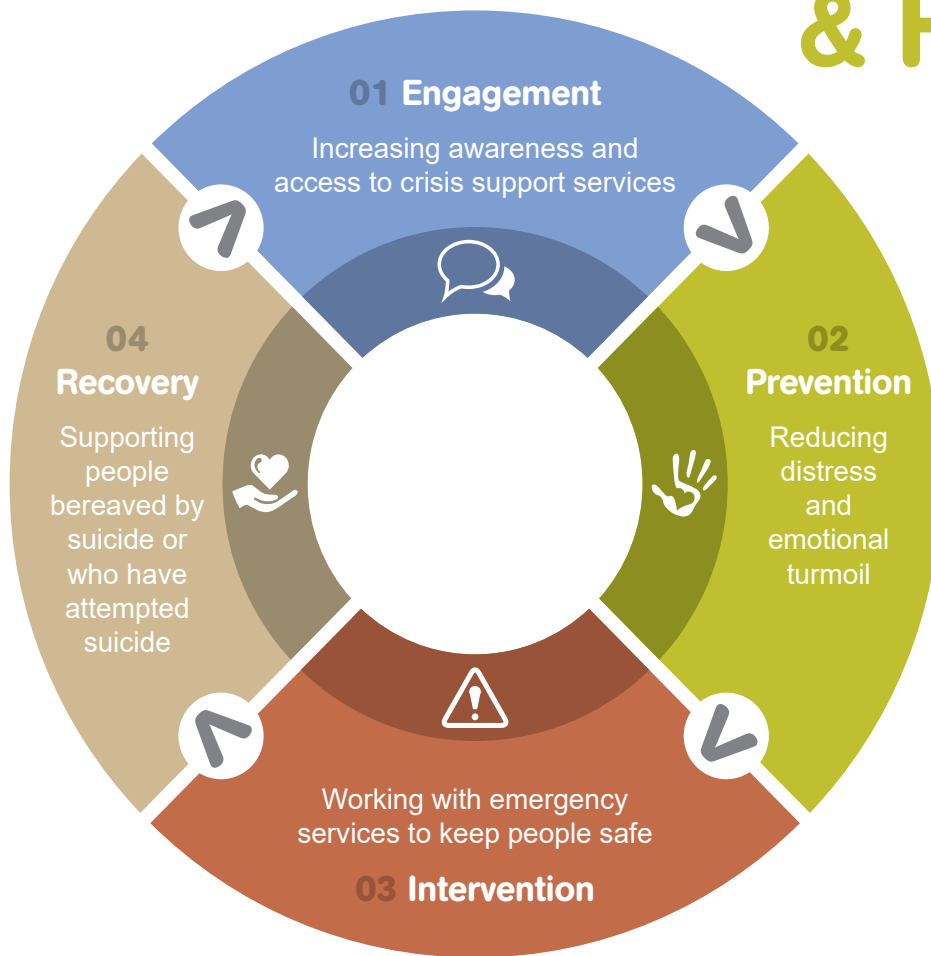 &
01 Engagement
Increasing awareness and
access to crisis support services
02
Prevention
Reducing
distress
and
emotional
turmoil
Working with emergency
services to keep people safe
03 Intervention
04
Recovery
Supporting
people
bereaved by
suicide or
who have
attempted
suicide